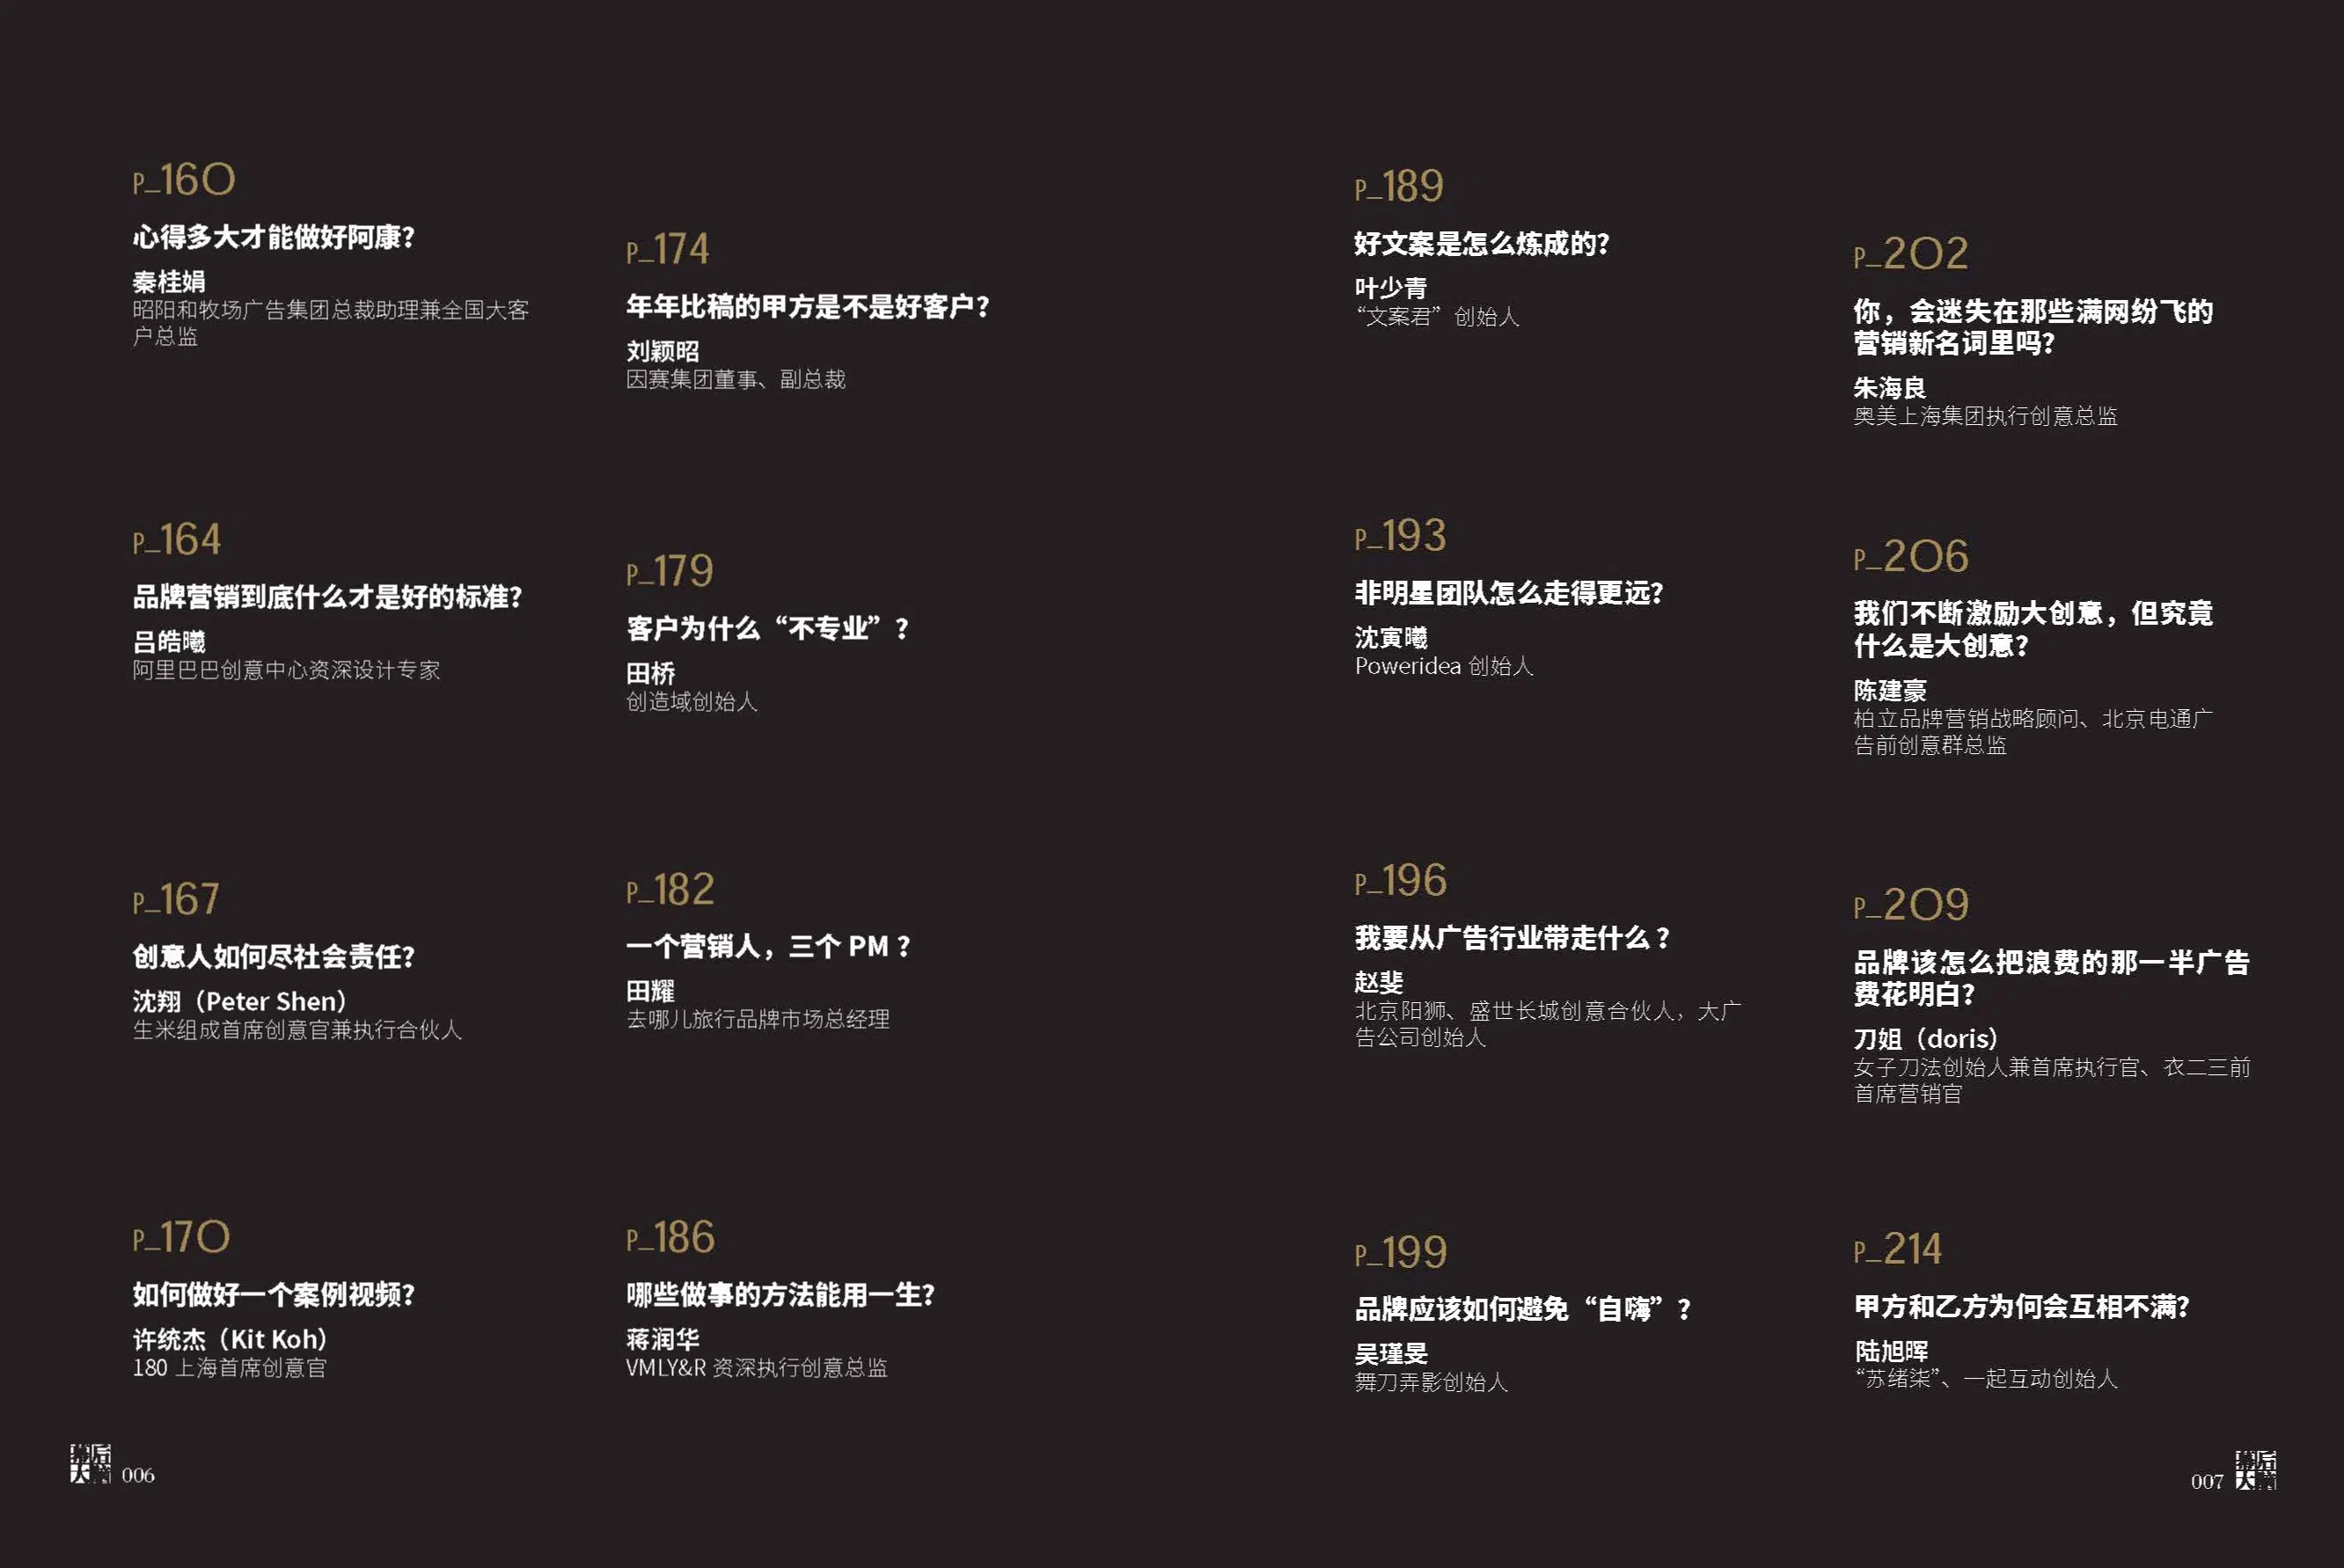 P_160
心得多大才能做好阿康?
秦桂娟
昭阳和牧场广告集团总裁助理兼全国大客
户总监
P_164
品牌营销到底什么才是好的标准?
吕皓曦
阿里巴巴创意中心资深设计专家
P_167
创意人如何尽社会责任?
沈翔（Peter Shen）
生米组成首席创意官兼执行合伙人
P_170
如何做好一个案例视频?
许统杰（Kit Koh）
180 上海首席创意官
P_174
年年比稿的甲方是不是好客户?
刘颖昭
因赛集团董事、副总裁
P_179
客户为什么“不专业”?
田桥
创造域创始人
P_182
一个营销人，三个 PM ?
田耀
去哪儿旅行品牌市场总经理
P_186
哪些做事的方法能用一生?
蒋润华
VMLY&R 资深执行创意总监
幕后
大脑
006
P_189
好文案是怎么炼成的?
叶少青
“文案君”创始人
P_193
非明星团队怎么走得更远?
沈寅曦
Poweridea 创始人
P_196
我要从广告行业带走什么 ?
赵斐
北京阳狮、盛世长城创意合伙人，大广
告公司创始人
P_199
品牌应该如何避免“自嗨”?
吴瑾旻
舞刀弄影创始人
P_202
你，会迷失在那些满网纷飞的
营销新名词里吗?
朱海良
奥美上海集团执行创意总监
P_206
我们不断激励大创意，但究竟
什么是大创意?
陈建豪
柏立品牌营销战略顾问、北京电通广
告前创意群总监
P_209
品牌该怎么把浪费的那一半广告
费花明白?
刀姐（doris）
女子刀法创始人兼首席执行官、衣二三前
首席营销官
P_214
甲方和乙方为何会互相不满?
陆旭晖
“苏绪柒”、一起互动创始人
007
幕后
大脑